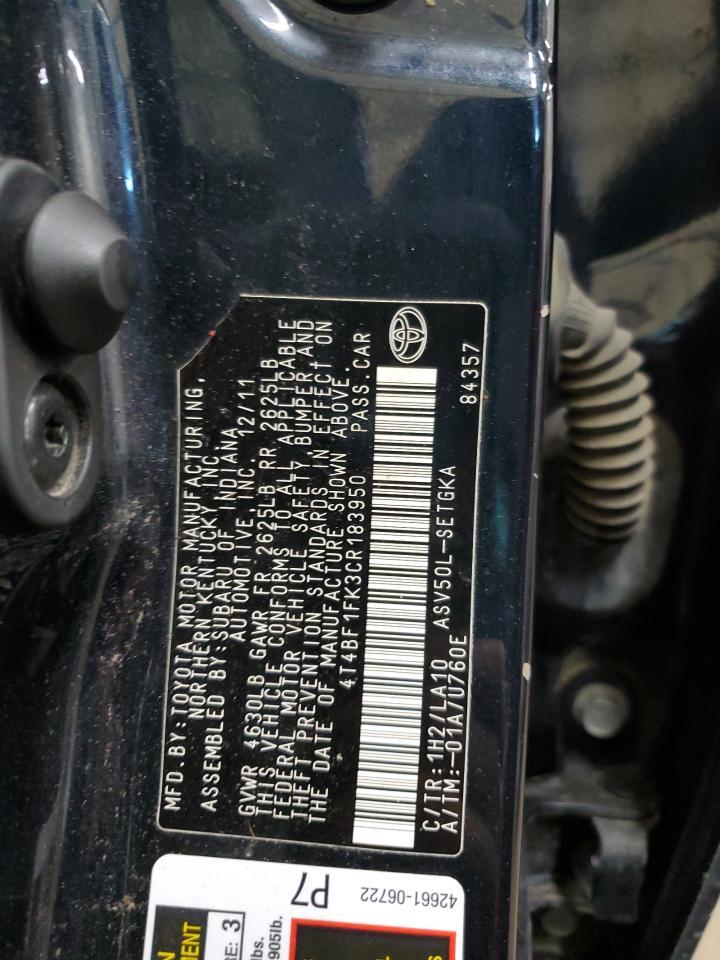 MFD.BY:TOYOTA MOTOR MANUFACTURING,
NORTHERN KENTUCKY INC.
ASSEMBLED BY:SUBARU OF INDIANA
AUTOMOTIVE INC. 12/11
GVWR 4630LB GAWR FR 2625LB RR 2625LB
THIS VEHICLE CONFORMS TO ALL APPLICABLE
FEDERAL MOTOR VEHICLE SAFETY, BUMPER AND
THEFT PREVENTION STANDARDS IN EFFECT ON
THE DATE OF MANUFACTURE SHOWN ABOVE.
4T4BF1FK3CR183950 PASS.CAR
C/TR:1H2/LA10 ASV50L-SETGKA
A/TM:-01A/U760E 84357
P7
42661-06722
3
lbs.
905lb.